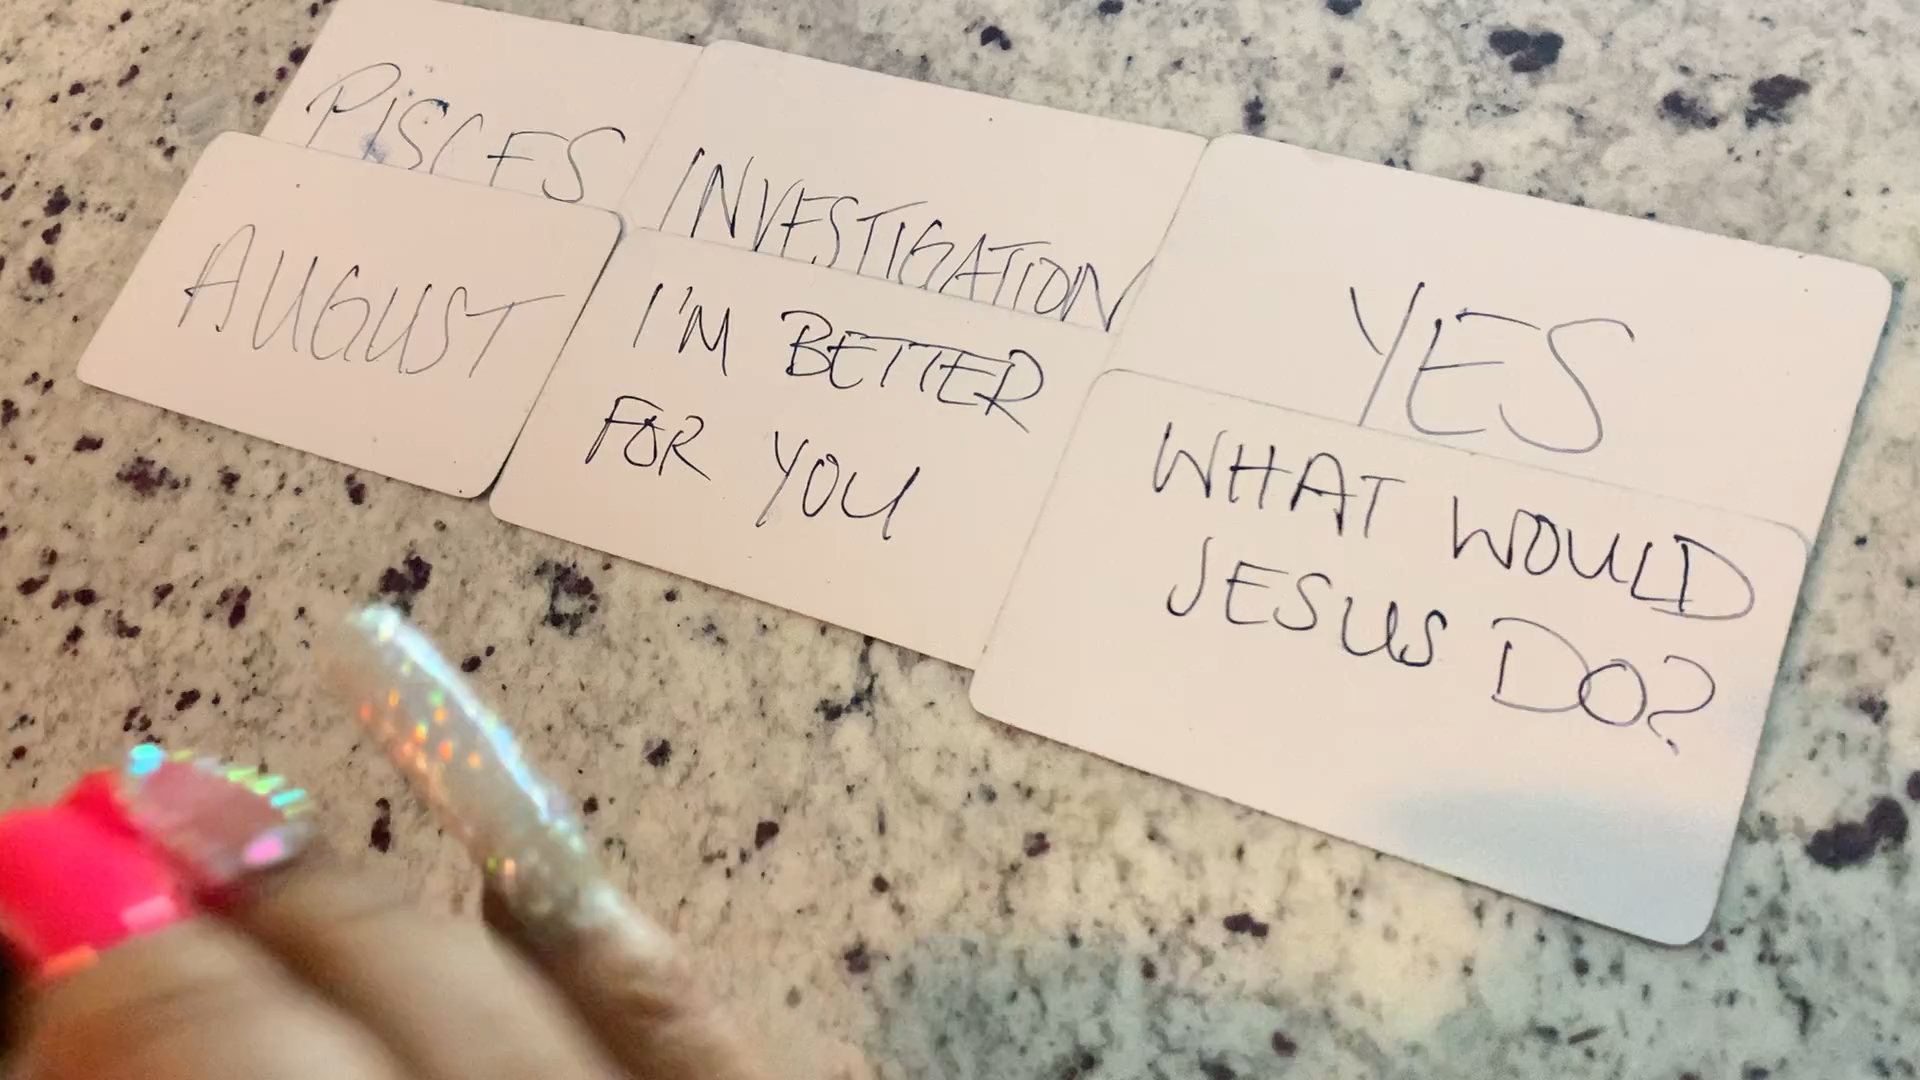 PISCES
INVESTIGATION
YES
AUGUST
I'M BETTER
FOR YOU
WHAT WOULD
JESUS DO?